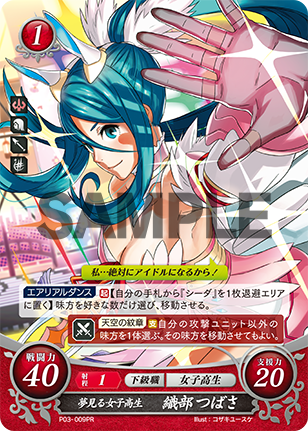 1
SAMPLE
私…絶対にアイドルになるから！
エアリアルダンス 起【自分の手札から『シーダ』を1枚退避エリア
に置く】味方を好きな数だけ選び、移動させる。
天空の紋章 自分の攻撃ユニット以外の
味方を1体選ぶ。その味方を移動させてもよい。
戦闘力
40
射程 1 下級職 女子高生
支援力
20
夢見る女子高生 織部つばさ
P03-009PR
Illust：コザキユースケ